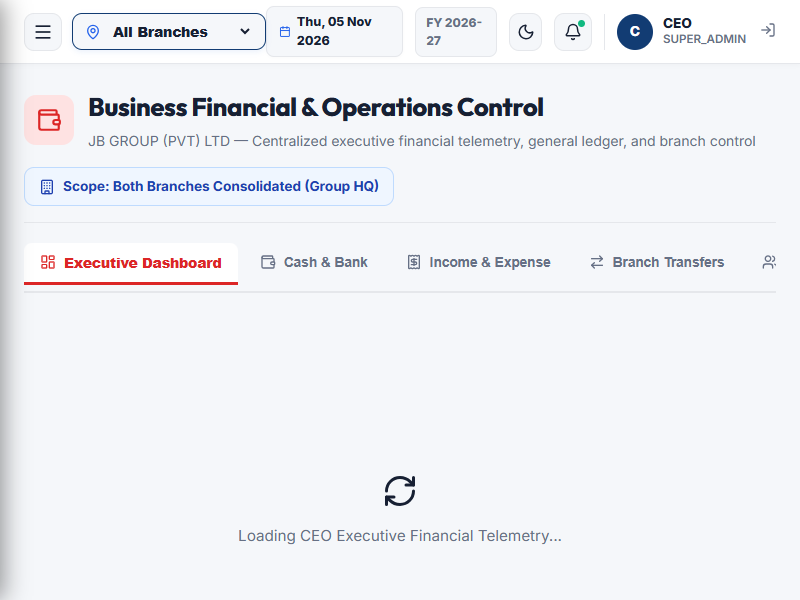 All Branches
Thu, 05 Nov
2026
FY 2026-
27
C
CEO
SUPER_ADMIN
Business Financial & Operations Control
JB GROUP (PVT) LTD — Centralized executive financial telemetry, general ledger, and branch control
Scope: Both Branches Consolidated (Group HQ)
Executive Dashboard
Cash & Bank
Income & Expense
Branch Transfers
Loading CEO Executive Financial Telemetry...